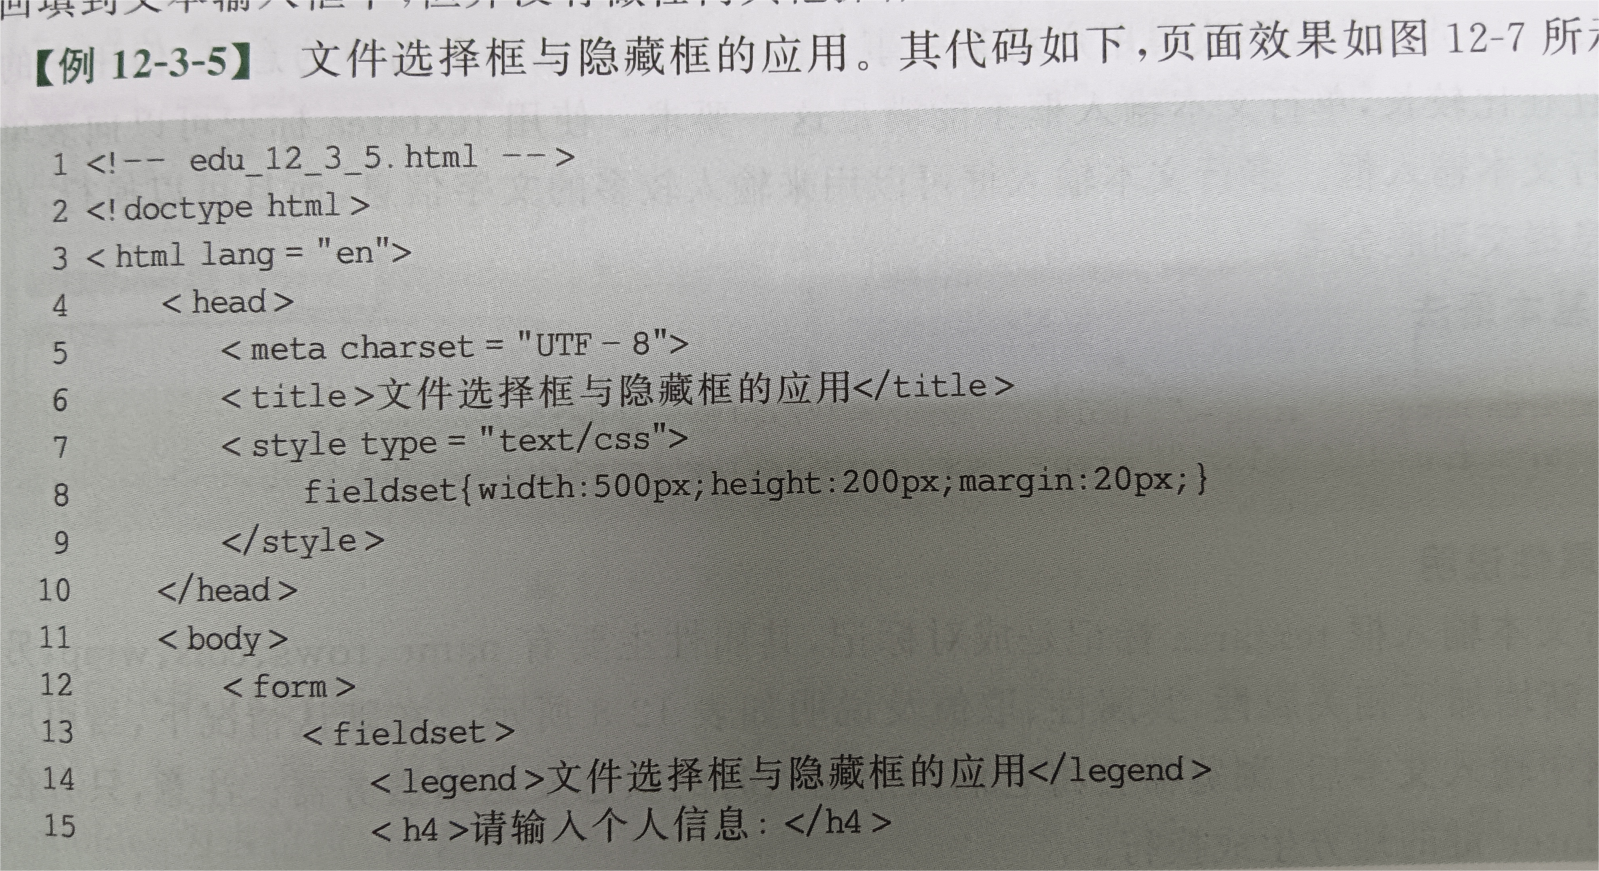 【例 12-3-5】 文件选择框与隐藏框的应用。其代码如下,页面效果如图 12-7 所
1 <!-- edu_12_3_5.html -->
2 <!doctype html>
3 <html lang = "en">
4 <head>
5 <meta charset = "UTF - 8">
6 <title>文件选择框与隐藏框的应用</title>
7 <style type = "text/css">
8 fieldset{width:500px;height:200px;margin:20px;}
9 </style>
10 </head>
11 <body>
12 <form>
13 <fieldset>
14 <legend>文件选择框与隐藏框的应用</legend>
15 <h4>请输入个人信息:</h4>